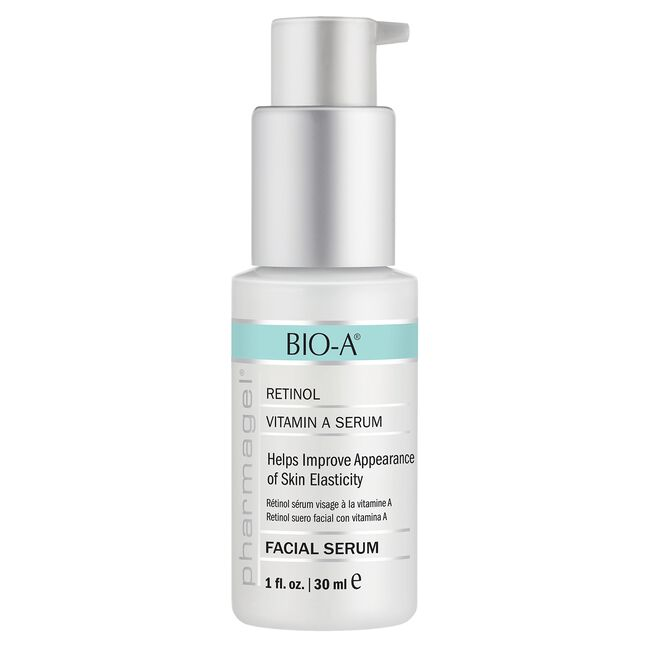 BIO-A®
pharmagel®
RETINOL
VITAMIN A SERUM
Helps Improve Appearance
of Skin Elasticity
Rétinol sérum visage à la vitamine A
Retinol suero facial con vitamina A
FACIAL SERUM
1 fl. oz. | 30 ml ℮